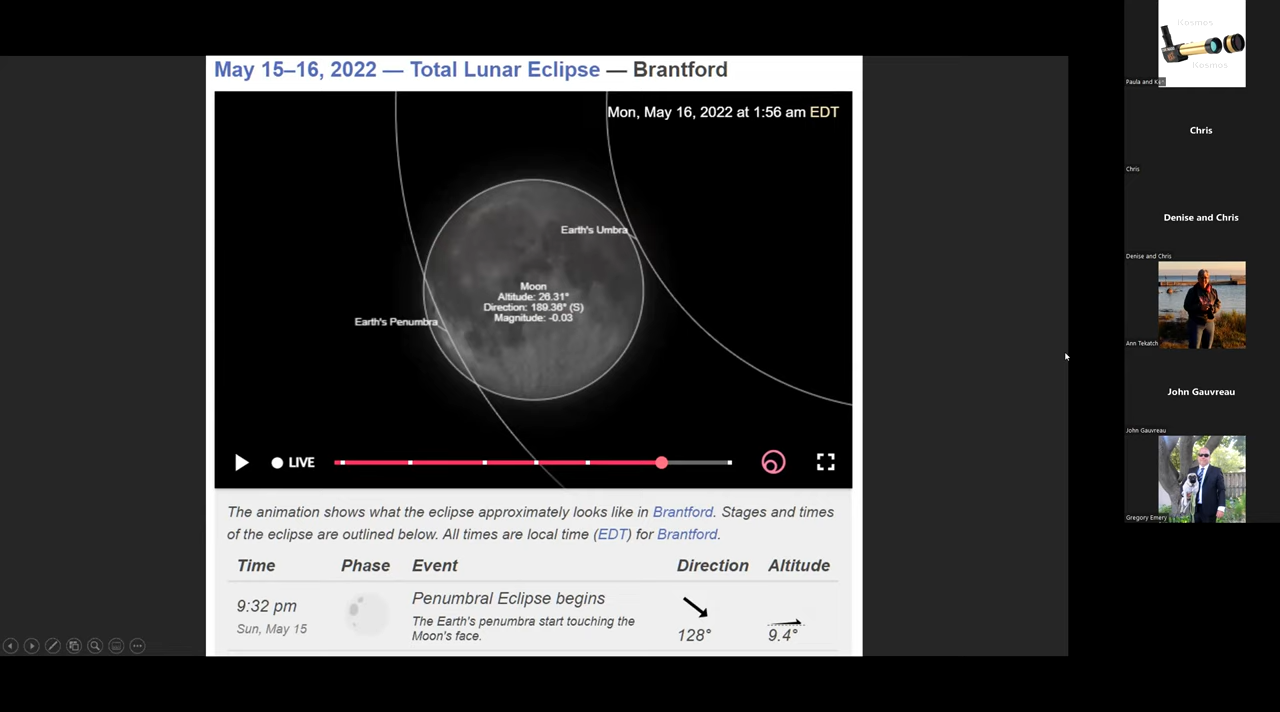 May 15–16, 2022 — Total Lunar Eclipse — Brantford
Mon, May 16, 2022 at 1:56 am EDT
Earth's Umbra
Moon
Altitude: 26.31°
Direction: 189.36° (S)
Magnitude: -0.03
Earth's Penumbra
LIVE
The animation shows what the eclipse approximately looks like in Brantford. Stages and times
of the eclipse are outlined below. All times are local time (EDT) for Brantford.
Time Phase Event Direction Altitude
9:32 pm
Sun, May 15
Penumbral Eclipse begins
The Earth's penumbra start touching the
Moon's face.
128°
9.4°
Kosmos
Kosmos
Paula and
Chris
Chris
Denise and Chris
Denise and Chris
Ann Tekatch
John Gauvreau
John Gauvreau
Gregory Emery